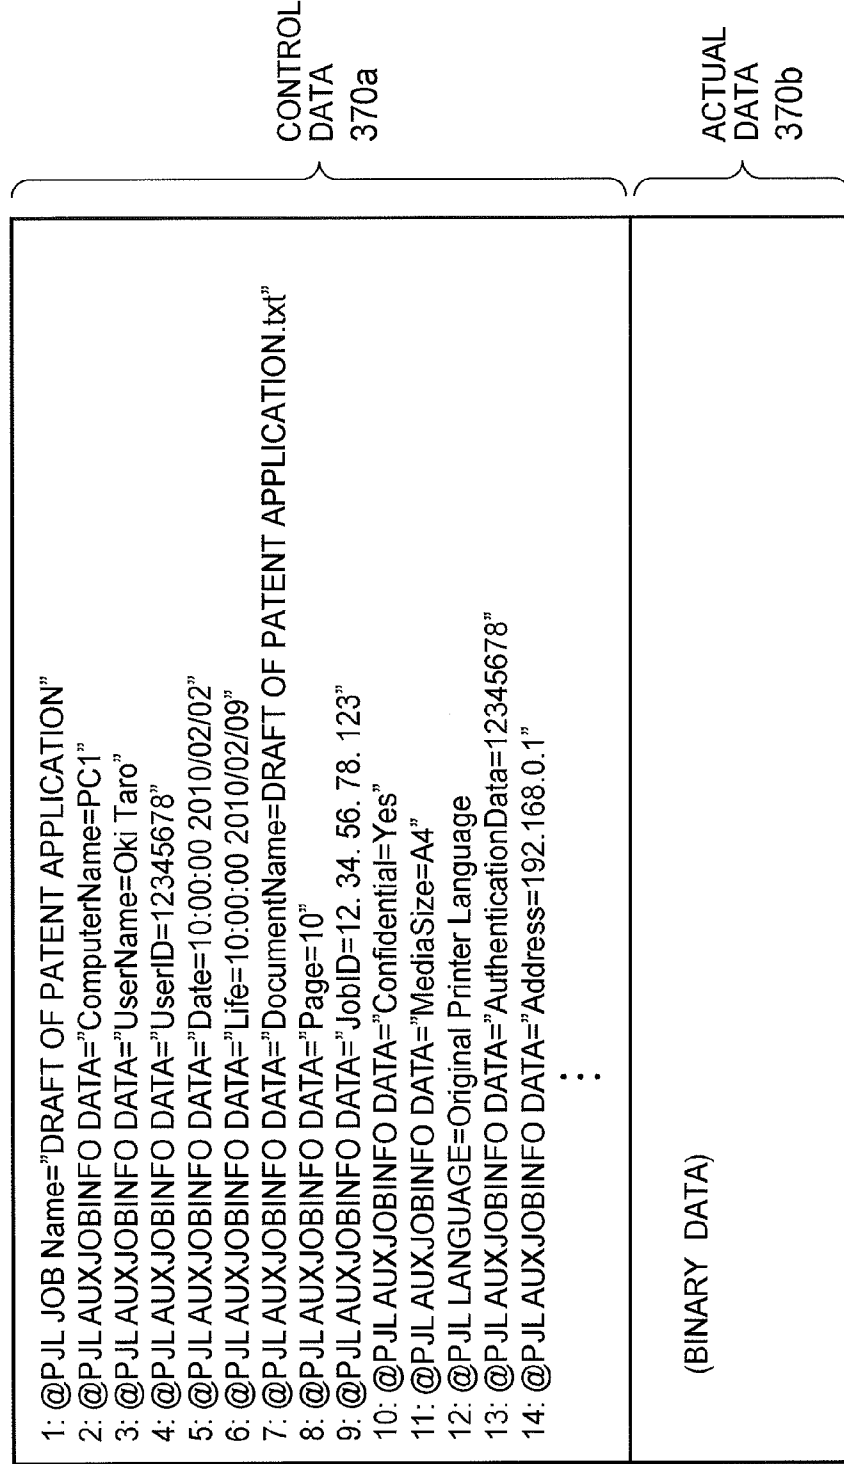 1: @PJL JOB Name="DRAFT OF PATENT APPLICATION”
2: @PJL AUXJOBINFO DATA="ComputerName=PC1”
3: @PJL AUXJOBINFO DATA="UserName=Oki Taro”
4: @PJL AUXJOBINFO DATA="UserID=12345678”
5: @PJL AUXJOBINFO DATA="Date=10:00:00 2010/02/02”
6: @PJL AUXJOBINFO DATA="Life=10:00:00 2010/02/09”
7: @PJL AUXJOBINFO DATA="DocumentName=DRAFT OF PATENT APPLICATION.txt”
8: @PJL AUXJOBINFO DATA="Page=10”
9: @PJL AUXJOBINFO DATA="JobID=12. 34. 56. 78. 123”
10: @PJL AUXJOBINFO DATA="Confidential=Yes”
11: @PJL AUXJOBINFO DATA="MediaSize=A4”
12: @PJL LANGUAGE=Original Printer Language
13: @PJL AUXJOBINFO DATA="AuthenticationData=12345678”
14: @PJL AUXJOBINFO DATA="Address=192.168.0.1”
⋮
CONTROL
DATA
370a
(BINARY DATA)
ACTUAL
DATA
370b